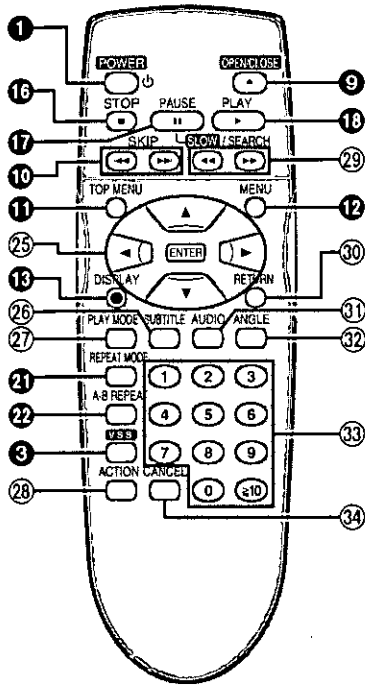 1 POWER OPEN/CLOSE 9
16 STOP PAUSE PLAY
17 18
SKIP SLOW / SEARCH
10 29
11 TOP MENU MENU 12
25 ENTER 30
13 DISPLAY RETURN
26 31
27 PLAY MODE SUBTITLE AUDIO ANGLE 32
21 REPEAT MODE 1 2 3
22 A-B REPEAT 4 5 6
33
3 VSS 7 8 9
28 ACTION CANCEL 0 ≧10
34